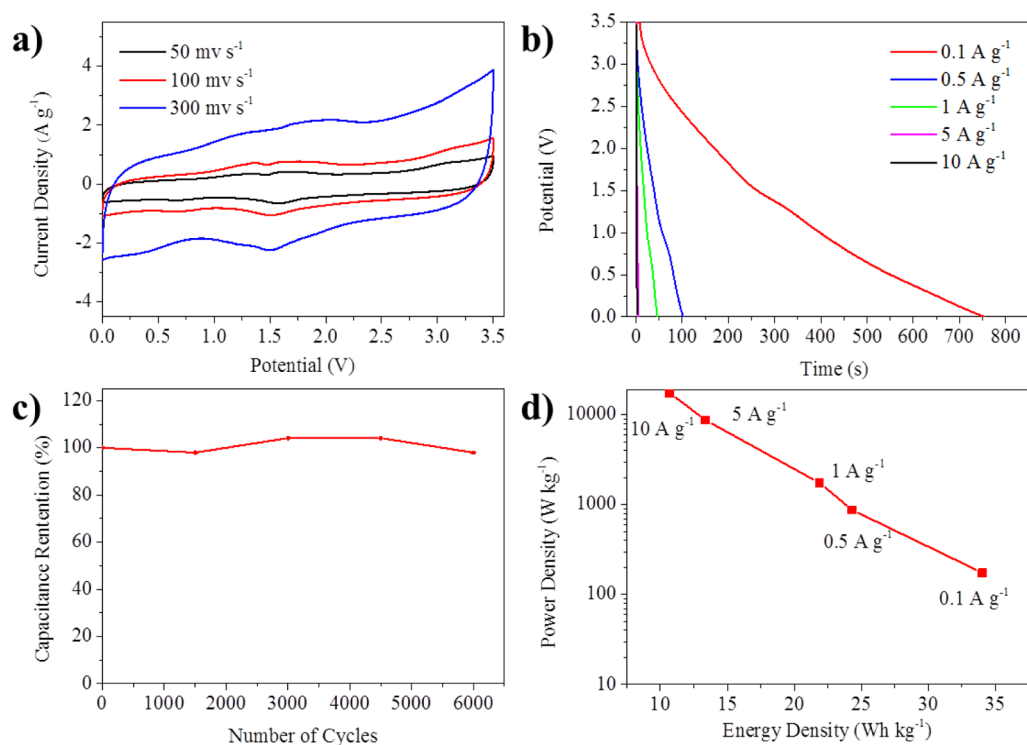 a)
50 mv s⁻¹
100 mv s⁻¹
300 mv s⁻¹
4
2
0
-2
-4
Current Density (A g⁻¹)
0.0 0.5 1.0 1.5 2.0 2.5 3.0 3.5
Potential (V)
b)
0.1 A g⁻¹
0.5 A g⁻¹
1 A g⁻¹
5 A g⁻¹
10 A g⁻¹
3.5
3.0
2.5
2.0
1.5
1.0
0.5
0.0
Potential (V)
0 100 200 300 400 500 600 700 800
Time (s)
c)
120
100
80
60
40
20
0
Capacitance Rentention (%)
0 1000 2000 3000 4000 5000 6000
Number of Cycles
d)
10 A g⁻¹
5 A g⁻¹
1 A g⁻¹
0.5 A g⁻¹
0.1 A g⁻¹
10000
1000
100
10
Power Density (W kg⁻¹)
10 15 20 25 30 35
Energy Density (Wh kg⁻¹)